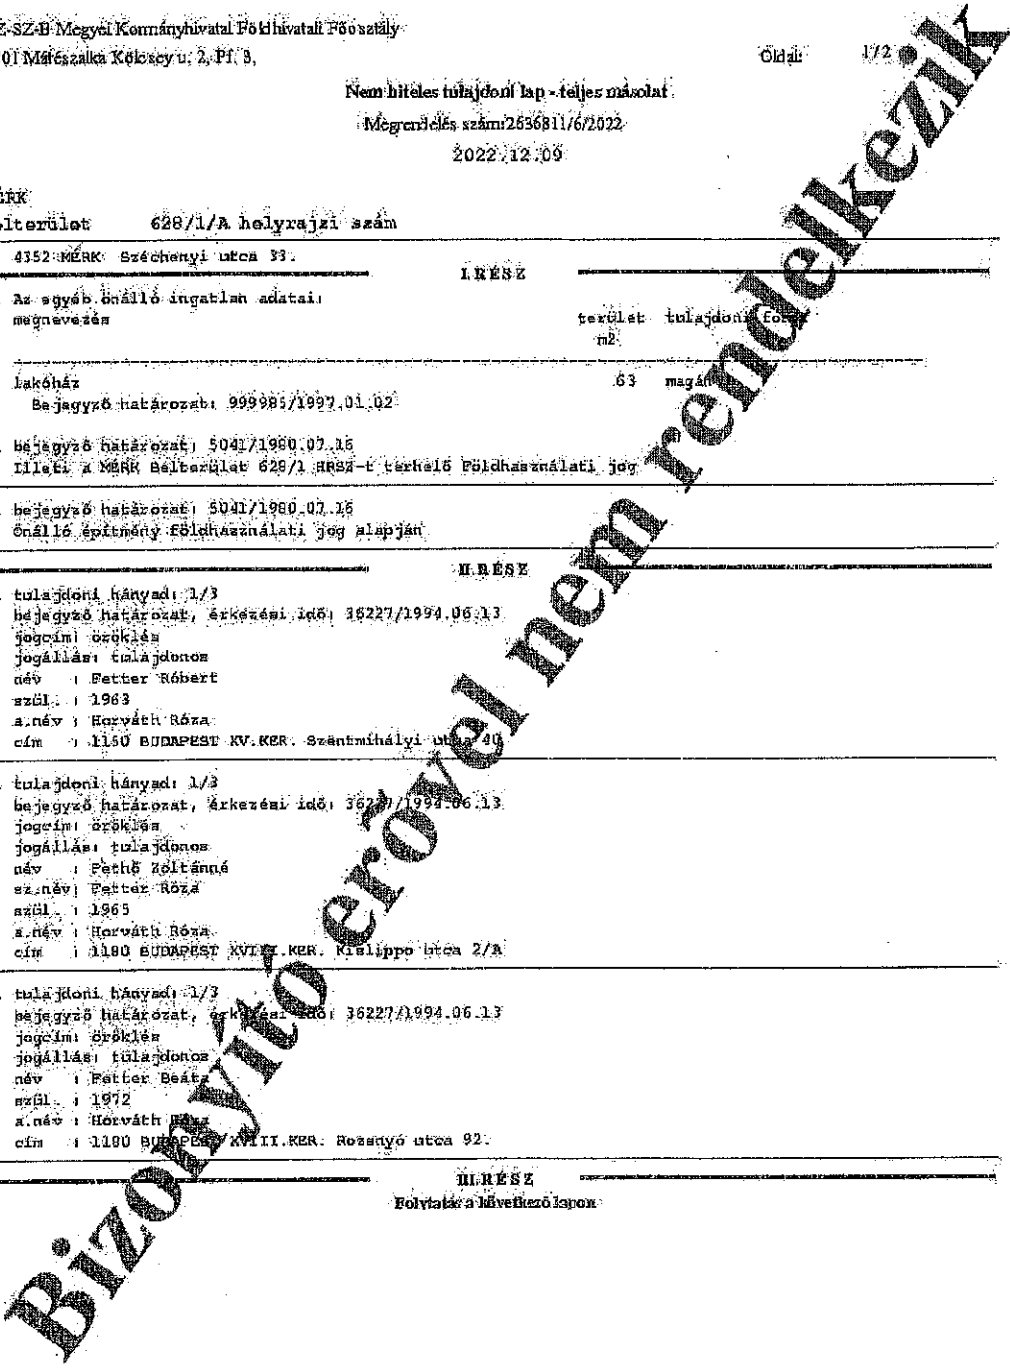 Z-SZ-B Megyei Kormányhivatal Földhivatali Főosztály
01 Mátészalka Kölcsey u. 2. Pf. 3.
Oldal: 1/2
Nem hiteles tulajdoni lap - teljes másolat
Megrendelés szám:2636811/6/2022
2022.12.09
ÉRK
elterület 628/1/A helyrajzi szám
4352 MÉRK Széchenyi utca 33.
I.RÉSZ
Az egyéb önálló ingatlan adatai:
megnevezés terület tulajdoni
m2
lakóház 63 magán
Bejegyző határozat: 999985/1997.01.02
bejegyző határozat: 5041/1980.07.16
Illeti a MÉRK Belterület 628/1 HRSZ-t terhelő Földhasználati jog
bejegyző határozat: 5041/1980.07.16
Önálló építmény földhasználati jog alapján
II.RÉSZ
tulajdoni hányad: 1/3
bejegyző határozat, érkezési idő: 36227/1994.06.13
jogcím: öröklés
jogállás: tulajdonos
név : Fetter Róbert
szül. : 1963
a.név : Horváth Róza
cím : 1150 BUDAPEST XV.KER. Szentmihályi utca 40
tulajdoni hányad: 1/3
bejegyző határozat, érkezési idő: 36227/1994.06.13
jogcím: öröklés
jogállás: tulajdonos
név : Pethő Zoltánné
sz.név: Fetter Róza
szül. : 1965
a.név : Horváth Róza
cím : 1180 BUDAPEST XVIII.KER. Kislippo utca 2/A
tulajdoni hányad: 1/3
bejegyző határozat, érkezési idő: 36227/1994.06.13
jogcím: öröklés
jogállás: tulajdonos
név : Fetter Beáta
szül. : 1972
a.név : Horváth Róza
cím : 1180 BUDAPEST XVIII.KER. Rozsnyó utca 92.
III.RÉSZ
Folytatás a következő lapon
Bizonyító erővel nem rendelkezik